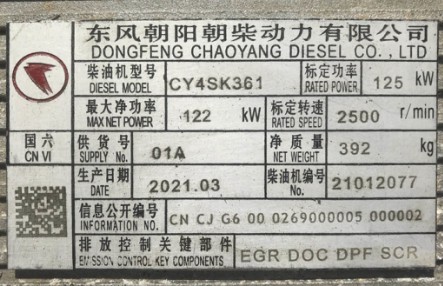 东风朝阳朝柴动力有限公司
DONGFENG CHAOYANG DIESEL CO., LTD
柴油机型号 CY4SK361 标定功率 125 kW
DIESEL MODEL RATED POWER
最大净功率 122 kW 标定转速 2500 r/min
MAX NET POWER RATED SPEED
国六 供货号 01A 净质量 392 kg
CN VI SUPPLY No. NET WEIGHT
生产日期 2021.03 柴油机编号 21012077
DATE DIESEL No.
信息公开编号 CN CJ G6 00 0269000005 000002
INFORMATION NO.
排放控制关键部件 EGR DOC DPF SCR
EMISSION CONTROL KEY COMPONENTS